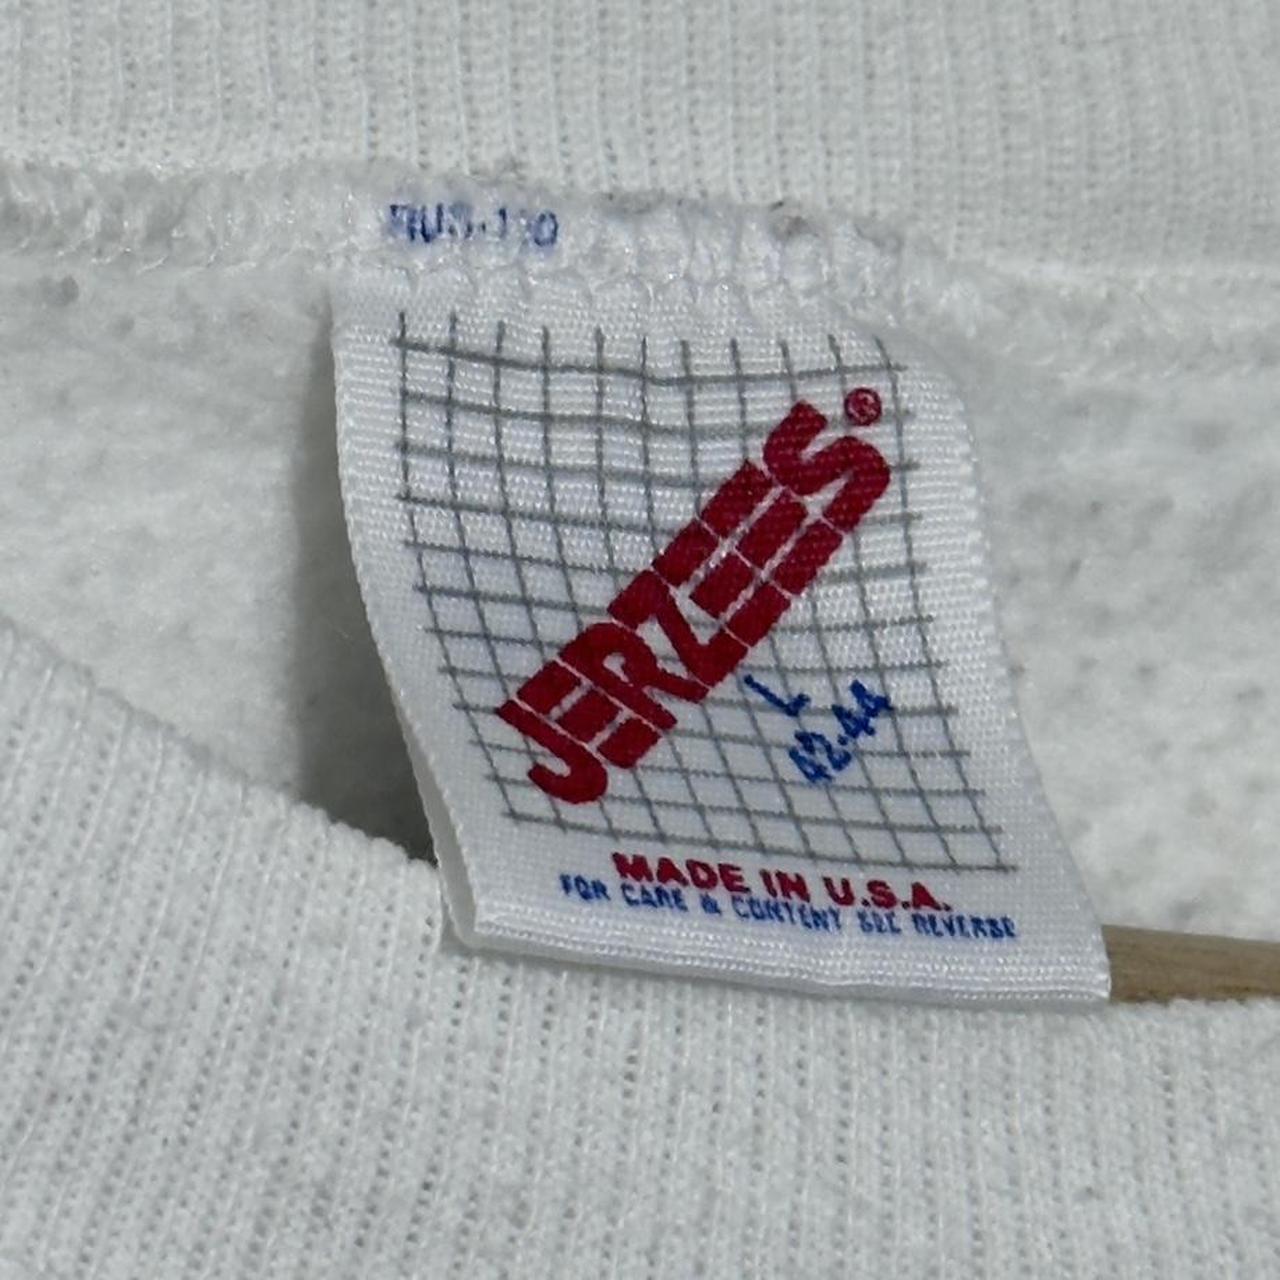 JERZEES®
L
42-44
MADE IN U.S.A.
FOR CARE & CONTENT SEE REVERSE